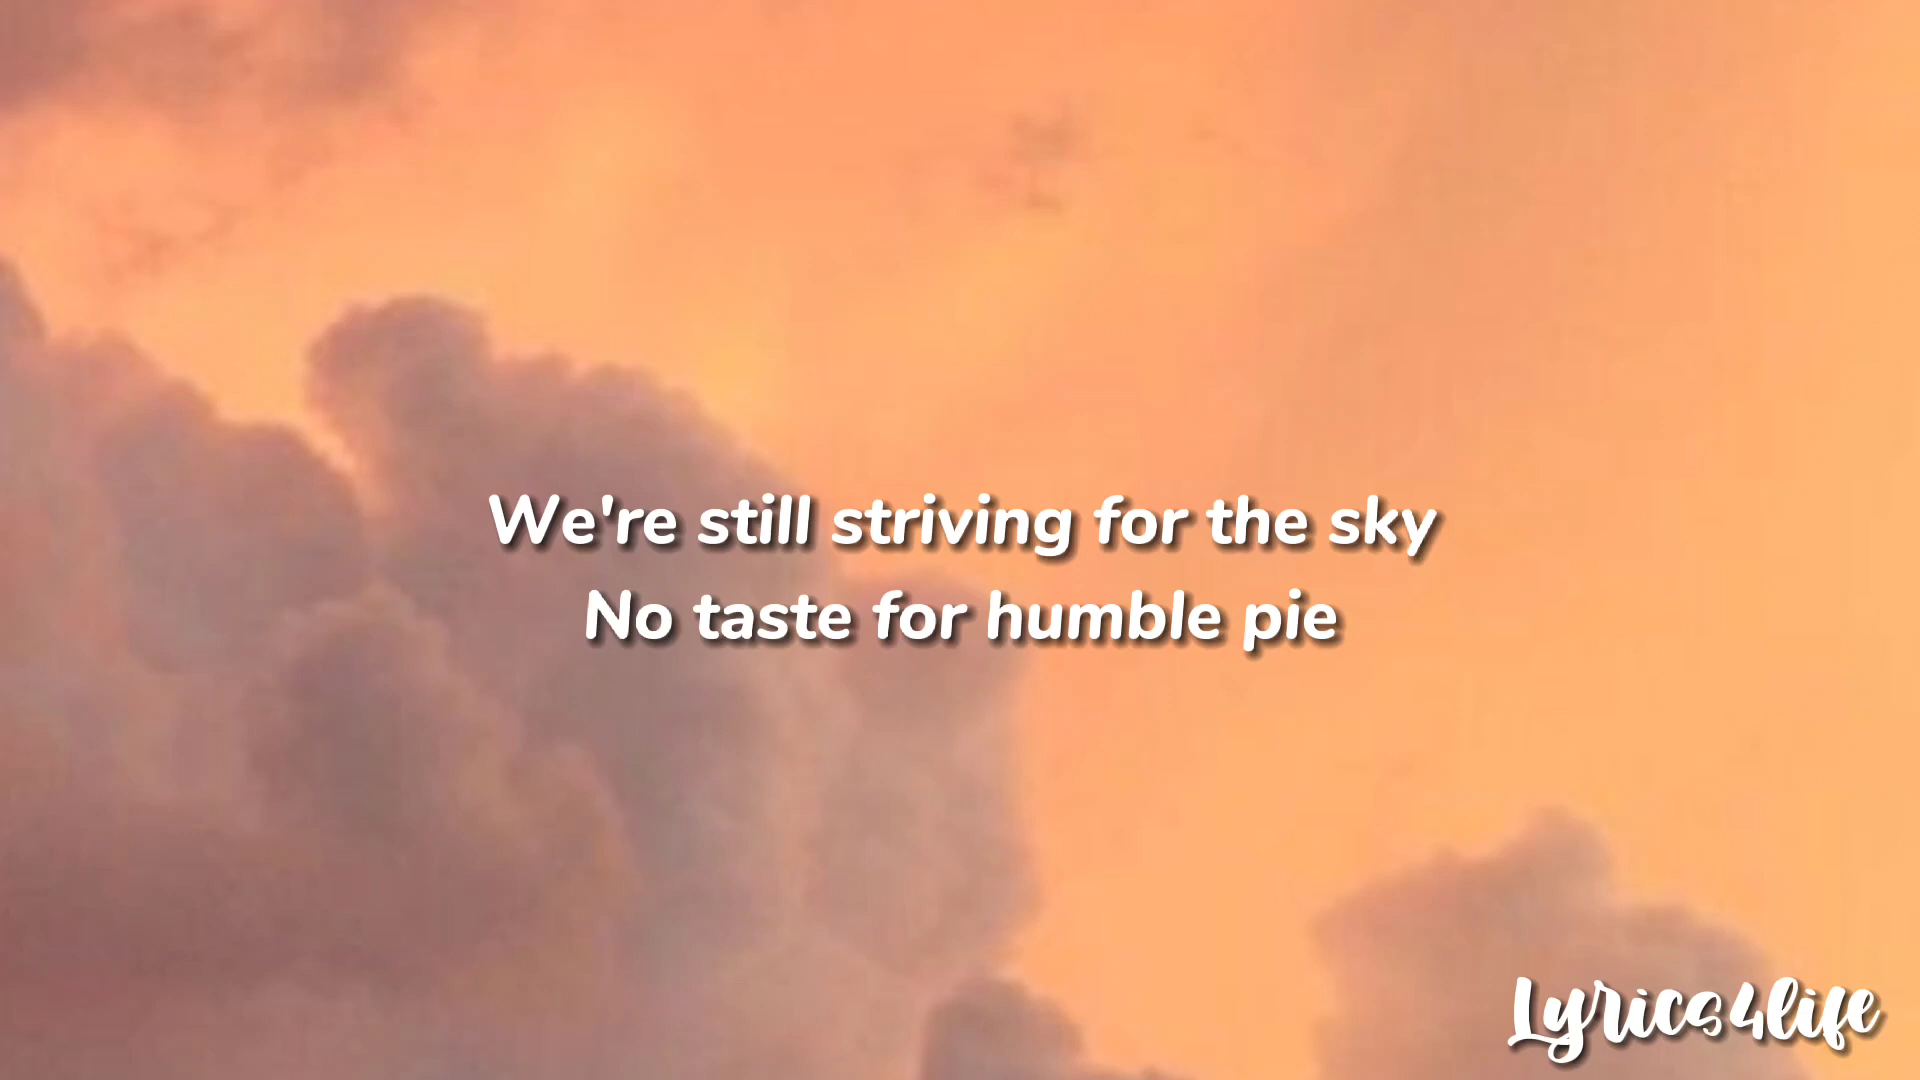 We're still striving for the sky
No taste for humble pie
Lyrics4life